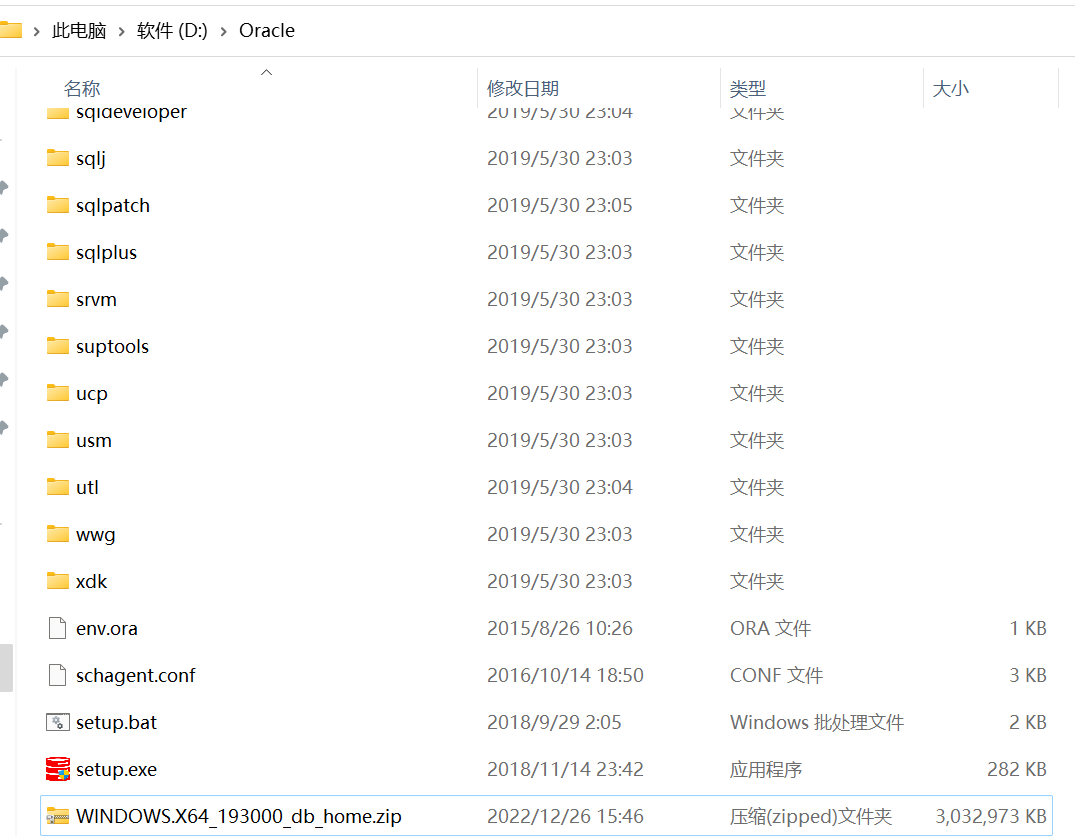 此电脑 软件 (D:) Oracle
名称 修改日期 类型 大小
sqldeveloper 2019/5/30 23:04 文件夹
sqlj 2019/5/30 23:03 文件夹
sqlpatch 2019/5/30 23:05 文件夹
sqlplus 2019/5/30 23:03 文件夹
srvm 2019/5/30 23:03 文件夹
suptools 2019/5/30 23:03 文件夹
ucp 2019/5/30 23:03 文件夹
usm 2019/5/30 23:03 文件夹
utl 2019/5/30 23:04 文件夹
wwg 2019/5/30 23:03 文件夹
xdk 2019/5/30 23:03 文件夹
env.ora 2015/8/26 10:26 ORA 文件 1 KB
schagent.conf 2016/10/14 18:50 CONF 文件 3 KB
setup.bat 2018/9/29 2:05 Windows 批处理文件 2 KB
setup.exe 2018/11/14 23:42 应用程序 282 KB
WINDOWS.X64_193000_db_home.zip 2022/12/26 15:46 压缩(zipped)文件夹 3,032,973 KB